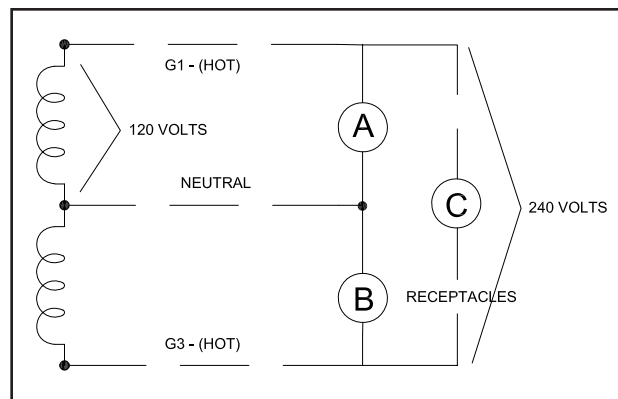 G1 - (HOT)
A
120 VOLTS
NEUTRAL
C
240 VOLTS
B
RECEPTACLES
G3 - (HOT)